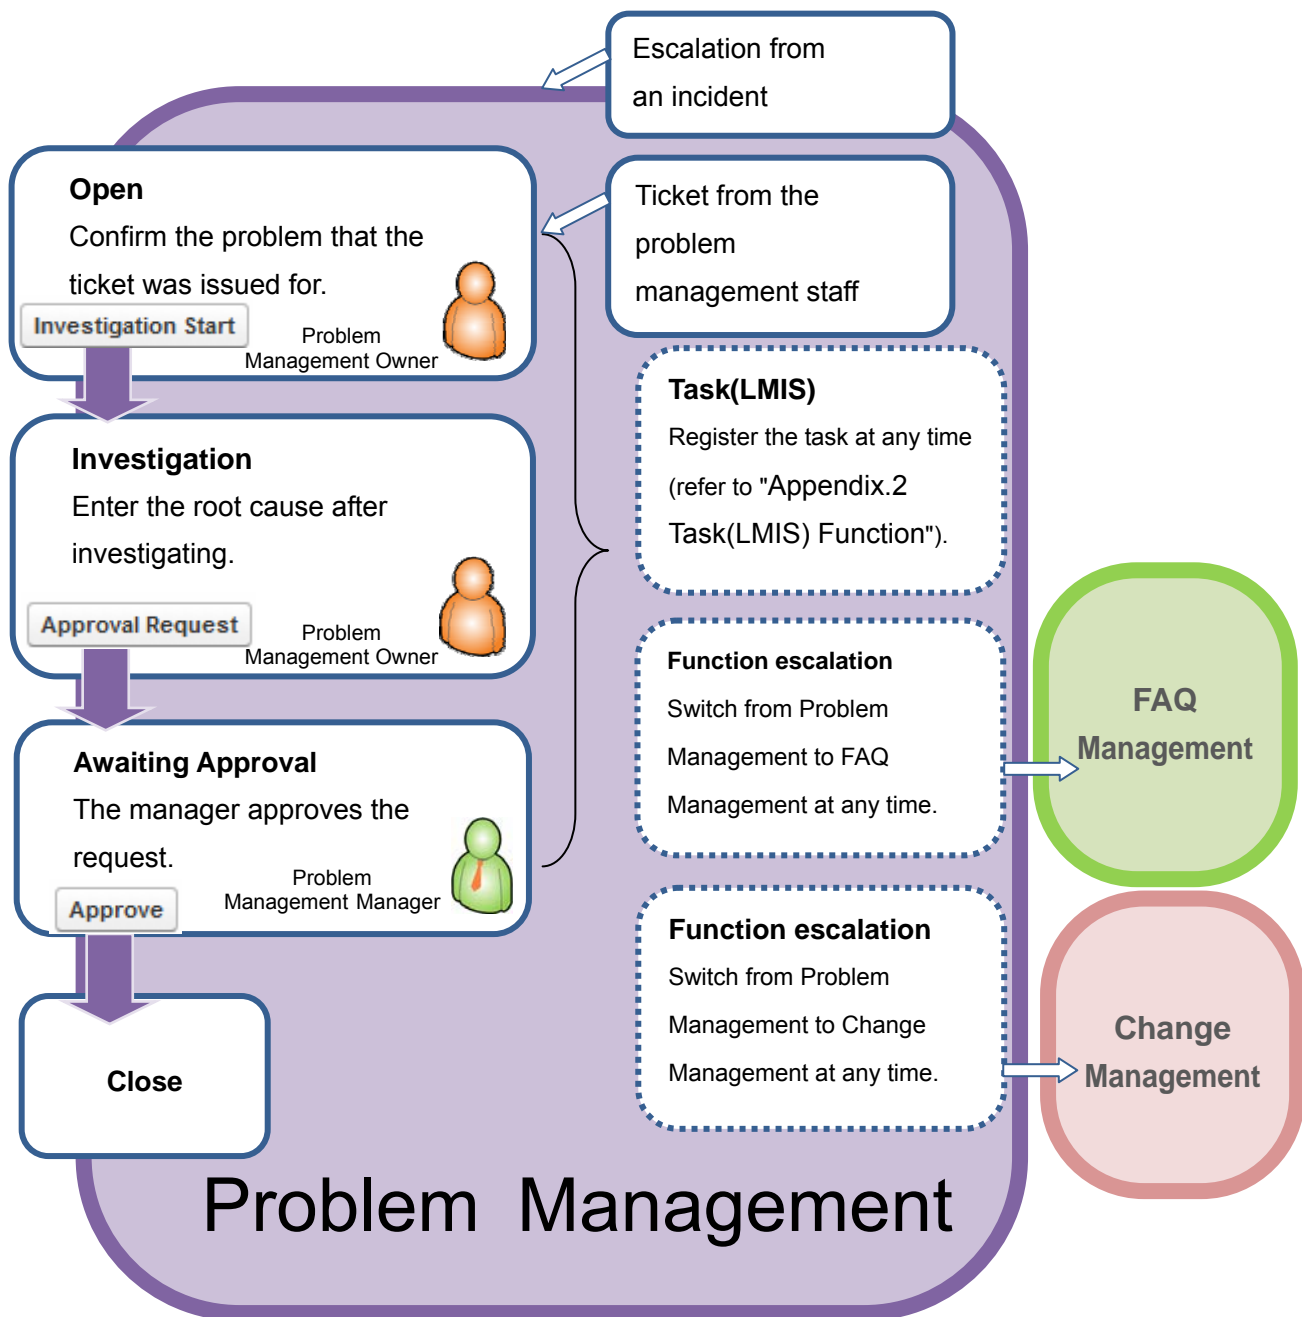 Escalation from
an incident
Open
Confirm the problem that the
ticket was issued for.
Investigation Start
Problem
Management Owner
Ticket from the
problem
management staff
Investigation
Enter the root cause after
investigating.
Approval Request
Problem
Management Owner
Awaiting Approval
The manager approves the
request.
Approve
Problem
Management Manager
Close
Task(LMIS)
Register the task at any time
(refer to "Appendix.2
Task(LMIS) Function").
Function escalation
Switch from Problem
Management to FAQ
Management at any time.
Function escalation
Switch from Problem
Management to Change
Management at any time.
FAQ
Management
Change
Management
Problem Management